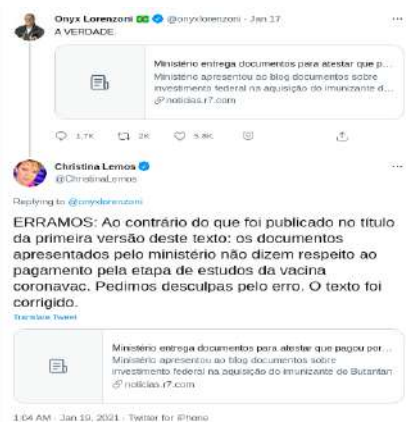 Onyx Lorenzoni @onyxlorenzoni · Jan 17
A VERDADE.
Ministério entrega documentos para atestar que p...
Ministério apresentou ao blog documentos sobre
investimento federal na aquisição do imunizante d...
noticias.r7.com
1.7K 2K 5.8K
Christina Lemos
@ChristinaLemos
Replying to @onyxlorenzoni
ERRAMOS: Ao contrário do que foi publicado no título
da primeira versão deste texto: os documentos
apresentados pelo ministério não dizem respeito ao
pagamento pela etapa de estudos da vacina
coronavac. Pedimos desculpas pelo erro. O texto foi
corrigido.
Translate Tweet
Ministério entrega documentos para atestar que pagou por...
Ministério apresentou ao blog documentos sobre
investimento federal na aquisição do imunizante do Butantan
noticias.r7.com
1:04 AM · Jan 19, 2021 · Twitter for iPhone